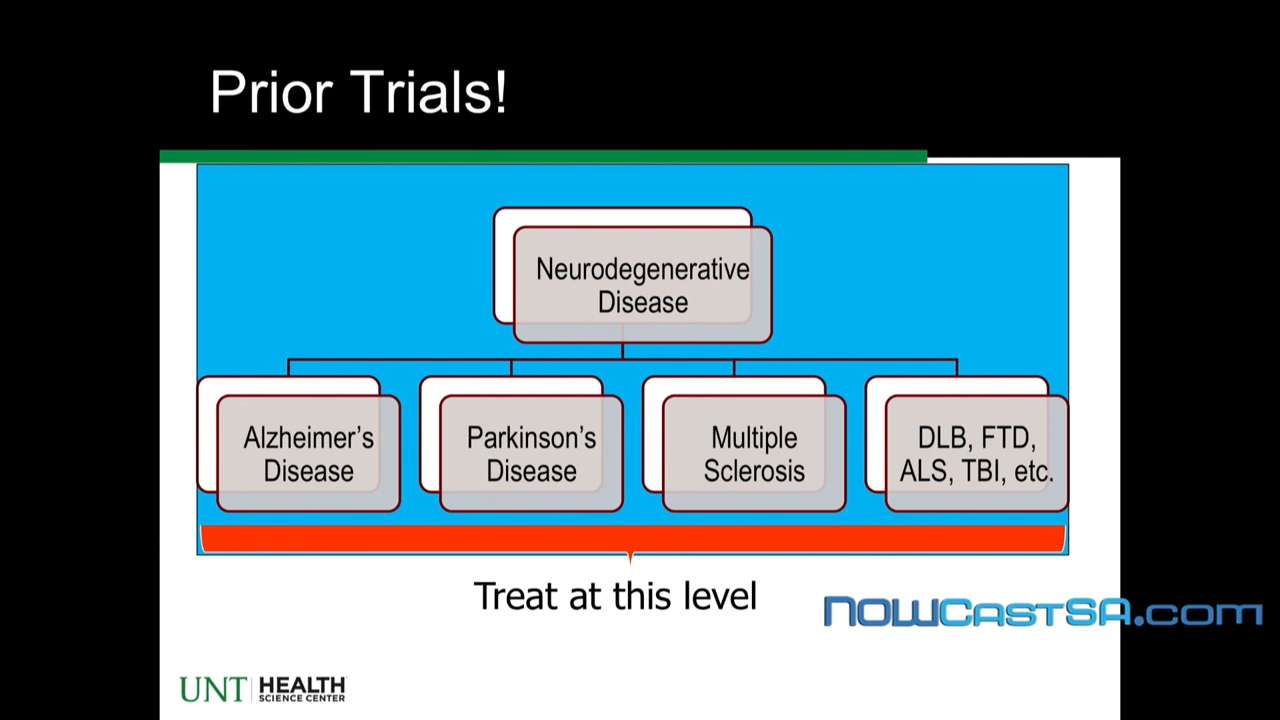 Prior Trials!
Neurodegenerative
Disease
Alzheimer’s
Disease
Parkinson’s
Disease
Multiple
Sclerosis
DLB, FTD,
ALS, TBI, etc.
Treat at this level
NOWCASTSA.COM
UNT HEALTH
SCIENCE CENTER